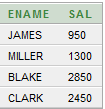 ENAME SAL
JAMES 950
MILLER 1300
BLAKE 2850
CLARK 2450